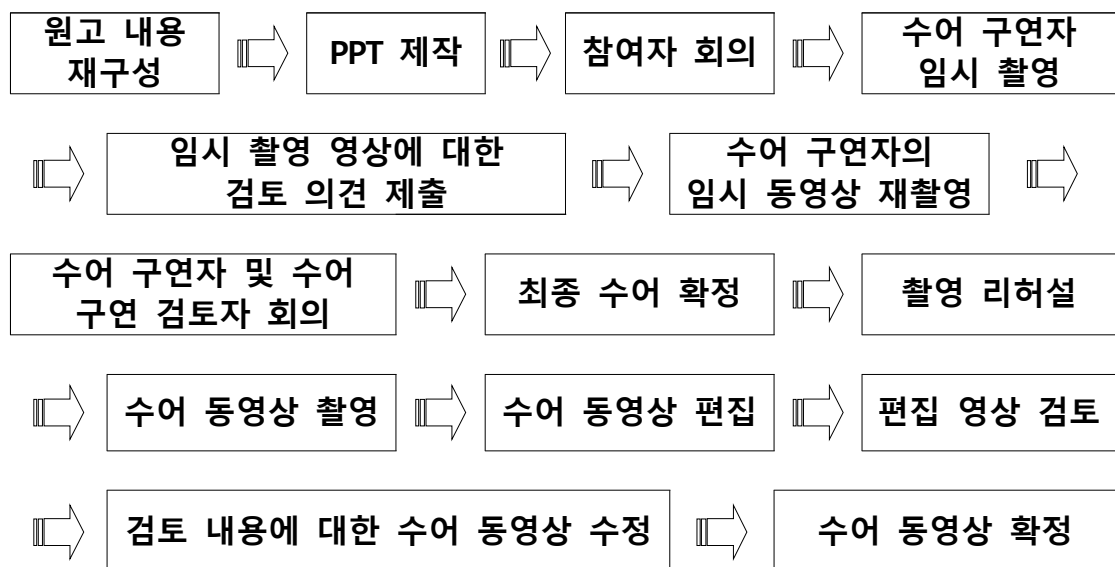 원고 내용
재구성
PPT 제작
참여자 회의
수어 구연자
임시 촬영
임시 촬영 영상에 대한
검토 의견 제출
수어 구연자의
임시 동영상 재촬영
수어 구연자 및 수어
구연 검토자 회의
최종 수어 확정
촬영 리허설
수어 동영상 촬영
수어 동영상 편집
편집 영상 검토
검토 내용에 대한 수어 동영상 수정
수어 동영상 확정